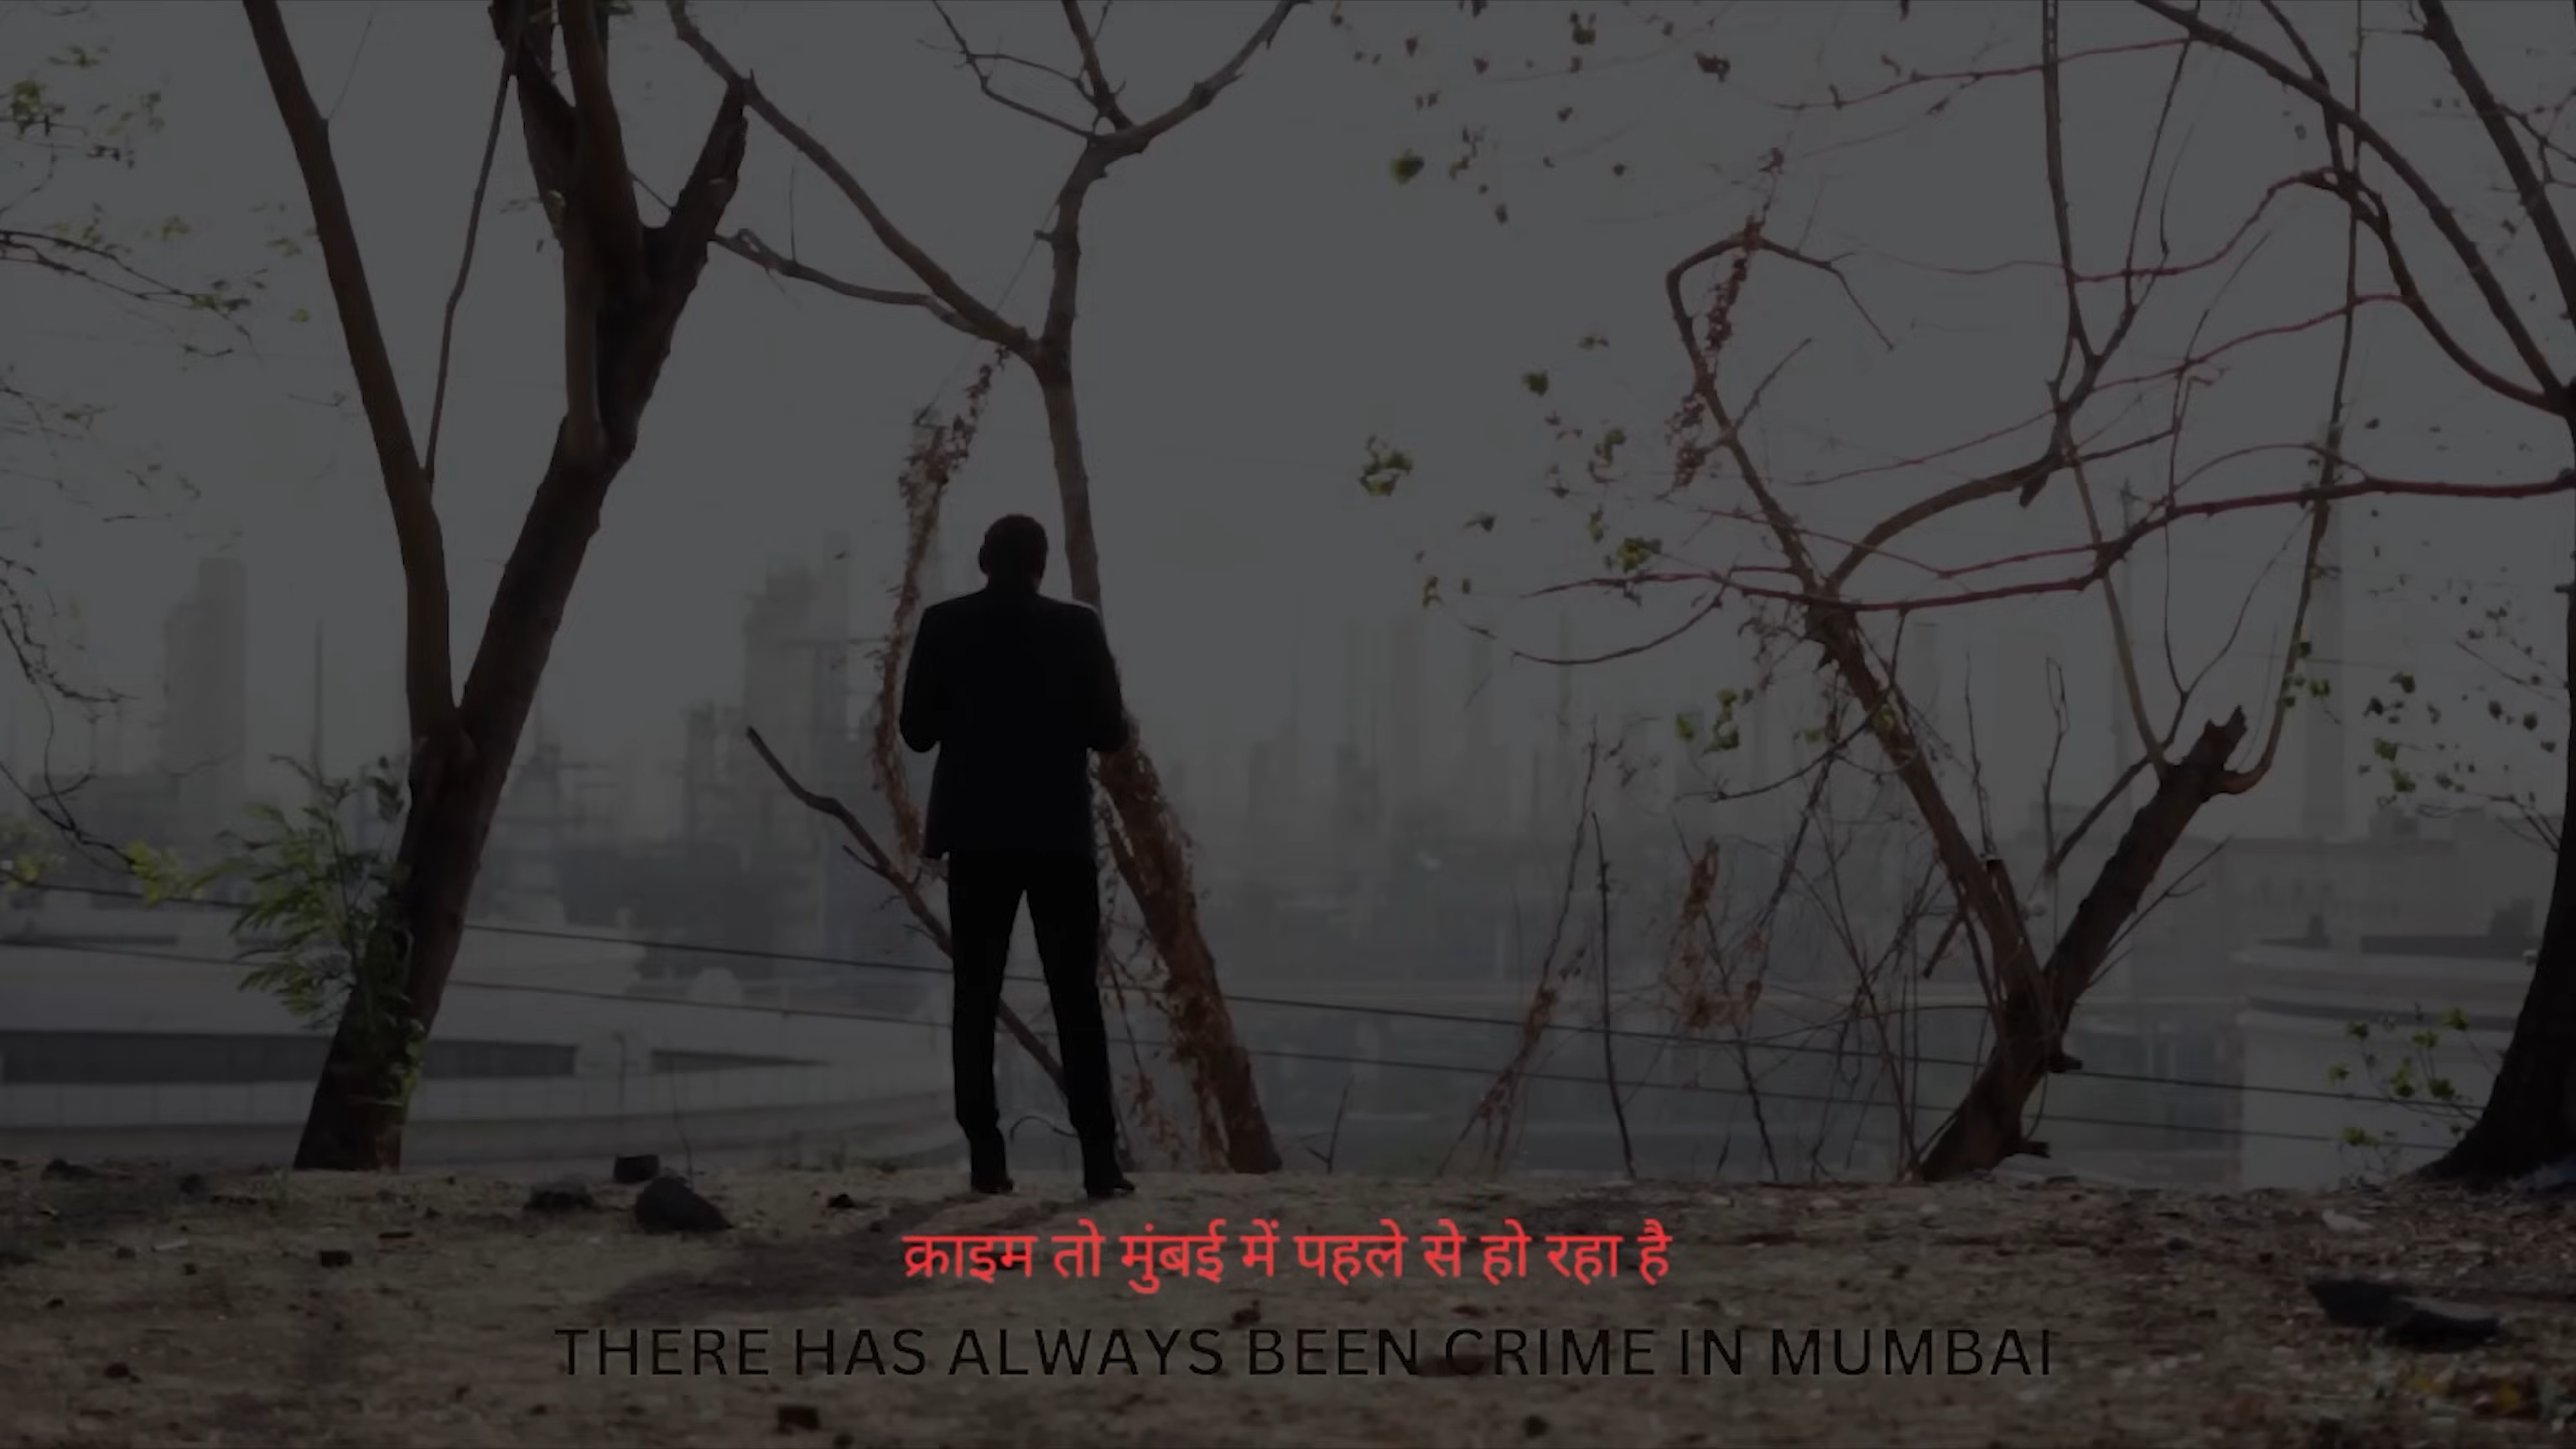 क्राइम तो मुंबई में पहले से हो रहा है
THERE HAS ALWAYS BEEN CRIME IN MUMBAI